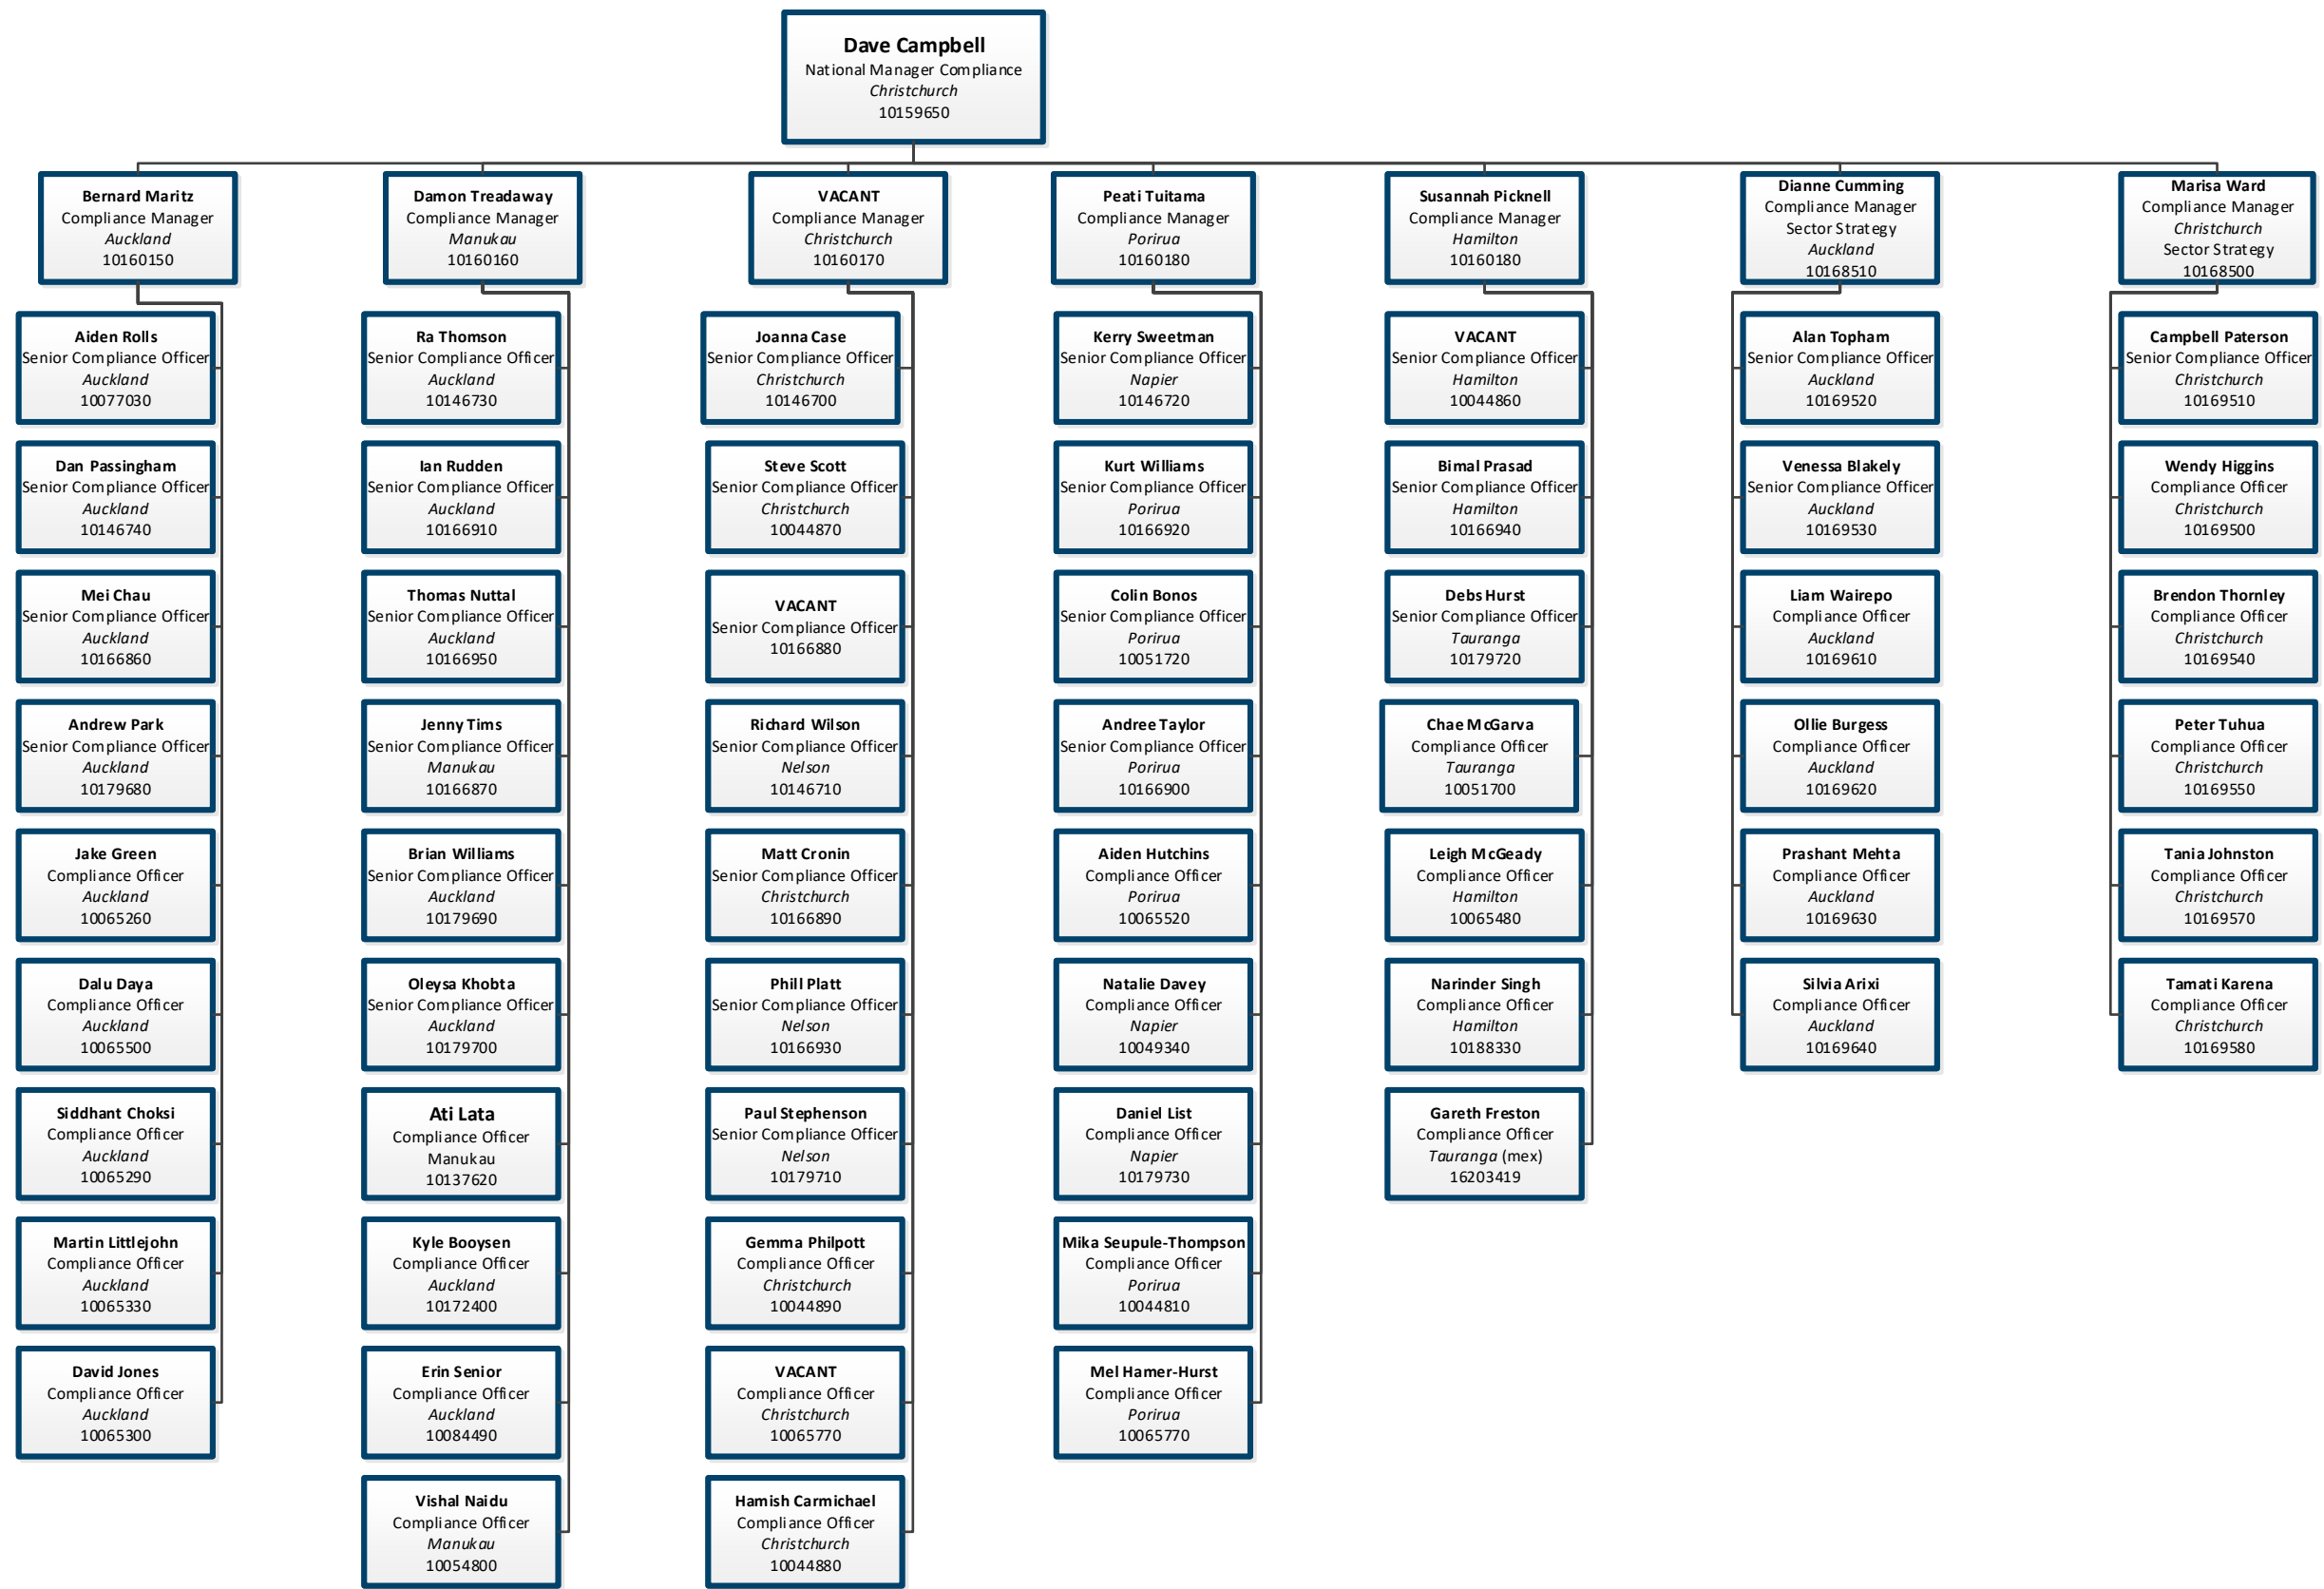 Dave Campbell
National Manager Compliance
Christchurch
10159650
Bernard Maritz
Compliance Manager
Auckland
10160150
Damon Treadaway
Compliance Manager
Manukau
10160160
VACANT
Compliance Manager
Christchurch
10160170
Peati Tuitama
Compliance Manager
Porirua
10160180
Susannah Picknell
Compliance Manager
Hamilton
10160180
Dianne Cumming
Compliance Manager
Sector Strategy
Auckland
10168510
Marisa Ward
Compliance Manager
Christchurch
Sector Strategy
10168500
Aiden Rolls
Senior Compliance Officer
Auckland
10077030
Dan Passingham
Senior Compliance Officer
Auckland
10146740
Mei Chau
Senior Compliance Officer
Auckland
10166860
Andrew Park
Senior Compliance Officer
Auckland
10179680
Jake Green
Compliance Officer
Auckland
10065260
Dalu Daya
Compliance Officer
Auckland
10065500
Siddhant Choksi
Compliance Officer
Auckland
10065290
Martin Littlejohn
Compliance Officer
Auckland
10065330
David Jones
Compliance Officer
Auckland
10065300
Ra Thomson
Senior Compliance Officer
Auckland
10146730
Ian Rudden
Senior Compliance Officer
Auckland
10166910
Thomas Nuttal
Senior Compliance Officer
Auckland
10166950
Jenny Tims
Senior Compliance Officer
Manukau
10166870
Brian Williams
Senior Compliance Officer
Auckland
10179690
Oleysa Khobta
Senior Compliance Officer
Auckland
10179700
Ati Lata
Compliance Officer
Manukau
10137620
Kyle Booysen
Compliance Officer
Auckland
10172400
Erin Senior
Compliance Officer
Auckland
10084490
Vishal Naidu
Compliance Officer
Manukau
10054800
Joanna Case
Senior Compliance Officer
Christchurch
10146700
Steve Scott
Senior Compliance Officer
Christchurch
10044870
VACANT
Senior Compliance Officer
10166880
Richard Wilson
Senior Compliance Officer
Nelson
10146710
Matt Cronin
Senior Compliance Officer
Christchurch
10166890
Phill Platt
Senior Compliance Officer
Nelson
10166930
Paul Stephenson
Senior Compliance Officer
Nelson
10179710
Gemma Philpott
Compliance Officer
Christchurch
10044890
VACANT
Compliance Officer
Christchurch
10065770
Hamish Carmichael
Compliance Officer
Christchurch
10044880
Kerry Sweetman
Senior Compliance Officer
Napier
10146720
Kurt Williams
Senior Compliance Officer
Porirua
10166920
Colin Bonos
Senior Compliance Officer
Porirua
10051720
Andree Taylor
Senior Compliance Officer
Porirua
10166900
Aiden Hutchins
Compliance Officer
Porirua
10065520
Natalie Davey
Compliance Officer
Napier
10049340
Daniel List
Compliance Officer
Napier
10179730
Mika Seupule-Thompson
Compliance Officer
Porirua
10044810
Mel Hamer-Hurst
Compliance Officer
Porirua
10065770
VACANT
Senior Compliance Officer
Hamilton
10044860
Bimal Prasad
Senior Compliance Officer
Hamilton
10166940
Debs Hurst
Senior Compliance Officer
Tauranga
10179720
Chae McGarva
Compliance Officer
Tauranga
10051700
Leigh McGeady
Compliance Officer
Hamilton
10065480
Narinder Singh
Compliance Officer
Hamilton
10188330
Gareth Freston
Compliance Officer
Tauranga (mex)
16203419
Alan Topham
Senior Compliance Officer
Auckland
10169520
Venessa Blakely
Senior Compliance Officer
Auckland
10169530
Liam Wairepo
Compliance Officer
Auckland
10169610
Ollie Burgess
Compliance Officer
Auckland
10169620
Prashant Mehta
Compliance Officer
Auckland
10169630
Silvia Arixi
Compliance Officer
Auckland
10169640
Campbell Paterson
Senior Compliance Officer
Christchurch
10169510
Wendy Higgins
Compliance Officer
Christchurch
10169500
Brendon Thornley
Compliance Officer
Christchurch
10169540
Peter Tuhua
Compliance Officer
Christchurch
10169550
Tania Johnston
Compliance Officer
Christchurch
10169570
Tamati Karena
Compliance Officer
Christchurch
10169580